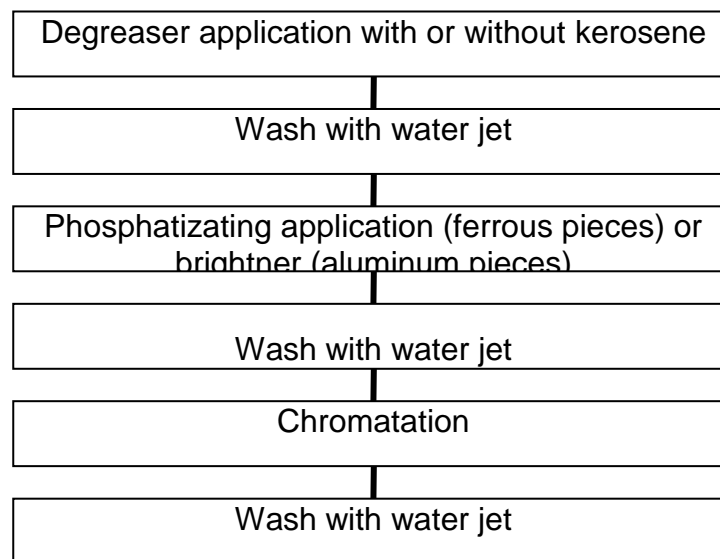 Degreaser application with or without kerosene
Wash with water jet
Phosphatizating application (ferrous pieces) or
brightner (aluminum pieces)
Wash with water jet
Chromatation
Wash with water jet